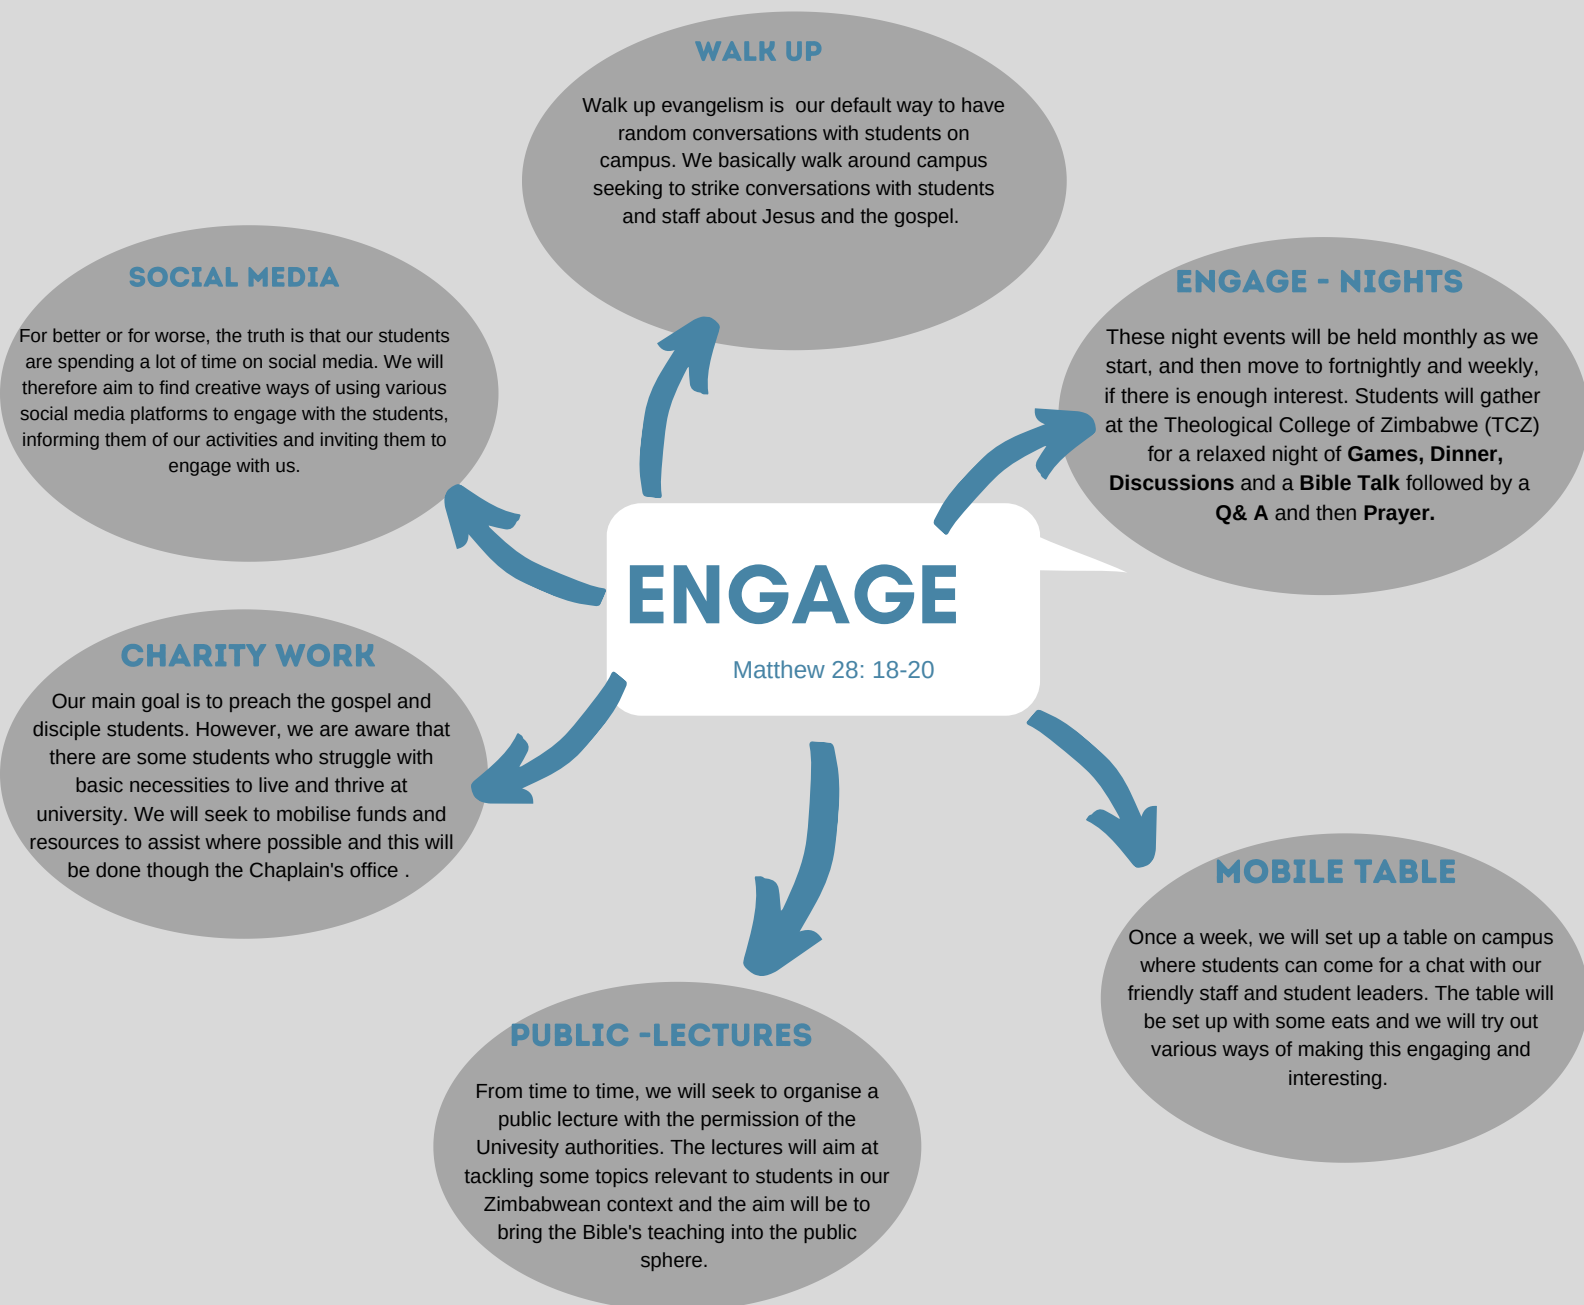 WALK UP
Walk up evangelism is  our default way to have
random conversations with students on
campus. We basically walk around campus
seeking to strike conversations with students
and staff about Jesus and the gospel.
SOCIAL MEDIA
For better or for worse, the truth is that our students
are spending a lot of time on social media. We will
therefore aim to find creative ways of using various
social media platforms to engage with the students,
informing them of our activities and inviting them to
engage with us.
ENGAGE - NIGHTS
These night events will be held monthly as we
start, and then move to fortnightly and weekly,
if there is enough interest. Students will gather
at the Theological College of Zimbabwe (TCZ)
for a relaxed night of Games, Dinner,
Discussions and a Bible Talk followed by a
Q& A and then Prayer.
ENGAGE
Matthew 28: 18-20
CHARITY WORK
Our main goal is to preach the gospel and
disciple students. However, we are aware that
there are some students who struggle with
basic necessities to live and thrive at
university. We will seek to mobilise funds and
resources to assist where possible and this will
be done though the Chaplain's office .
MOBILE TABLE
Once a week, we will set up a table on campus
where students can come for a chat with our
friendly staff and student leaders. The table will
be set up with some eats and we will try out
various ways of making this engaging and
interesting.
PUBLIC -LECTURES
From time to time, we will seek to organise a
public lecture with the permission of the
Univesity authorities. The lectures will aim at
tackling some topics relevant to students in our
Zimbabwean context and the aim will be to
bring the Bible's teaching into the public
sphere.